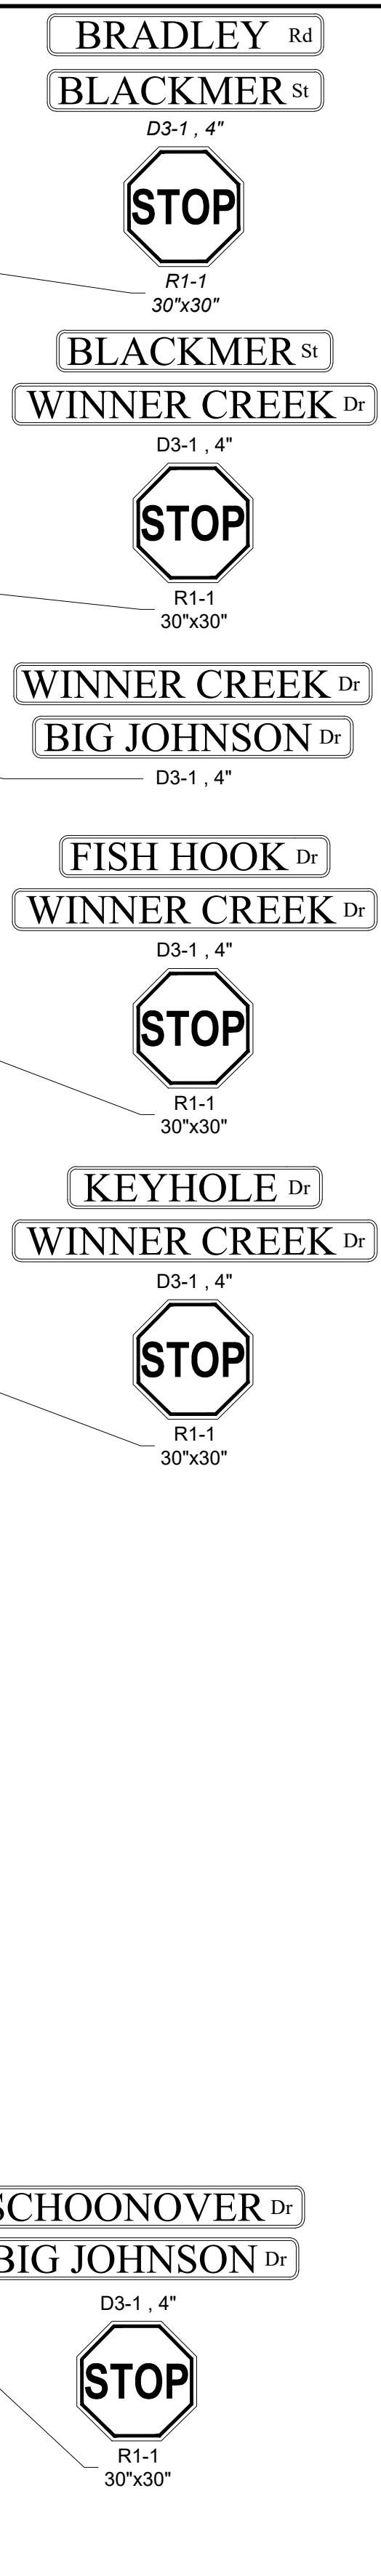 BRADLEY Rd
BLACKMER St
D3-1 , 4"
STOP
R1-1
30"x30"
BLACKMER St
WINNER CREEK Dr
D3-1 , 4"
STOP
R1-1
30"x30"
WINNER CREEK Dr
BIG JOHNSON Dr
D3-1 , 4"
FISH HOOK Dr
WINNER CREEK Dr
D3-1 , 4"
STOP
R1-1
30"x30"
KEYHOLE Dr
WINNER CREEK Dr
D3-1 , 4"
STOP
R1-1
30"x30"
SCHOONOVER Dr
BIG JOHNSON Dr
D3-1 , 4"
STOP
R1-1
30"x30"